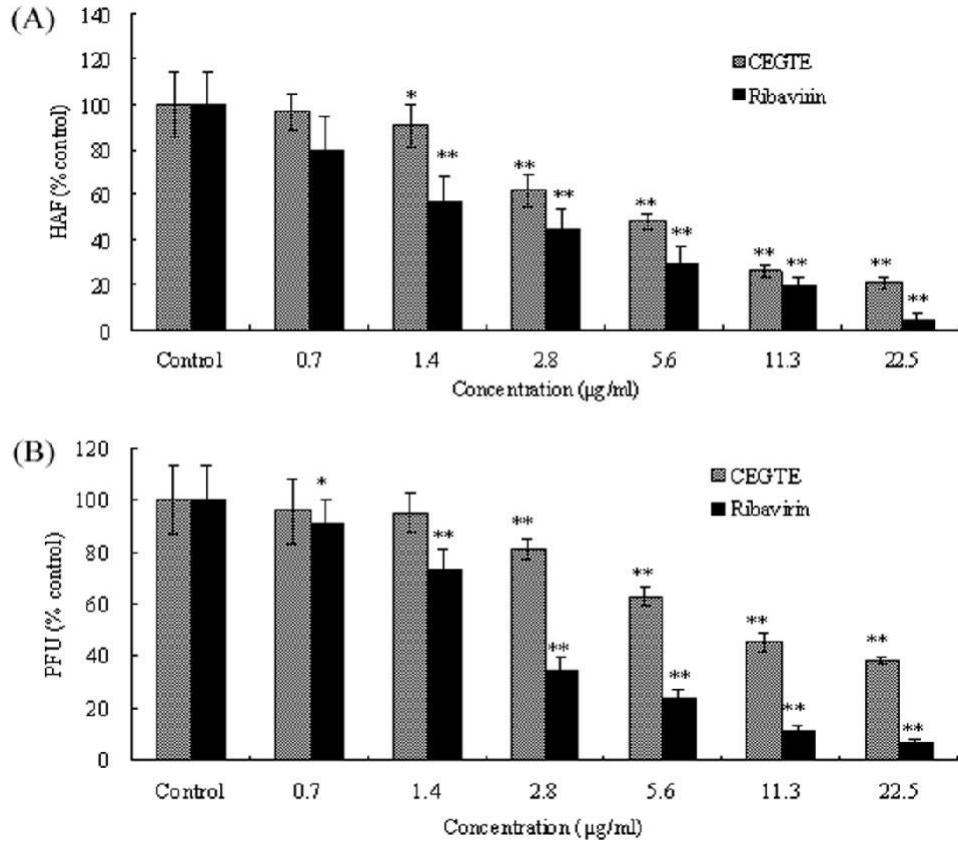 (A)
140
120
100
80
60
40
20
0
HAF (% control)
CEGTE
Ribavirin
*
**
**
**
**
**
**
**
**
**
Control 0.7 1.4 2.8 5.6 11.3 22.5
Concentration (µg/ml)
(B)
120
100
80
60
40
20
0
PFU (% control)
CEGTE
Ribavirin
*
**
**
**
**
**
**
**
**
**
Control 0.7 1.4 2.8 5.6 11.3 22.5
Concentration (µg/ml)